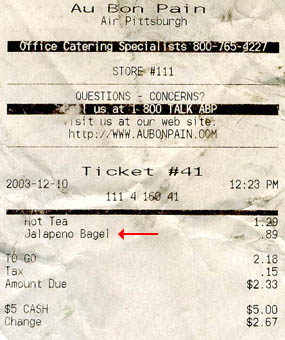 Au Bon Pain
Air Pittsburgh
Office Catering Specialists 800-765-4227
STORE #111
QUESTIONS - CONCERNS?
us at 1 800 TALK ABP
visit us at our web site:
http://WWW.AUBONPAIN.COM
Ticket #41
2003-12-10 12:23 PM
111 4 160 41
Hot Tea 1.29
Jalapeno Bagel .89
TO GO 2.18
Tax .15
Amount Due $2.33
$5 CASH $5.00
Change $2.67